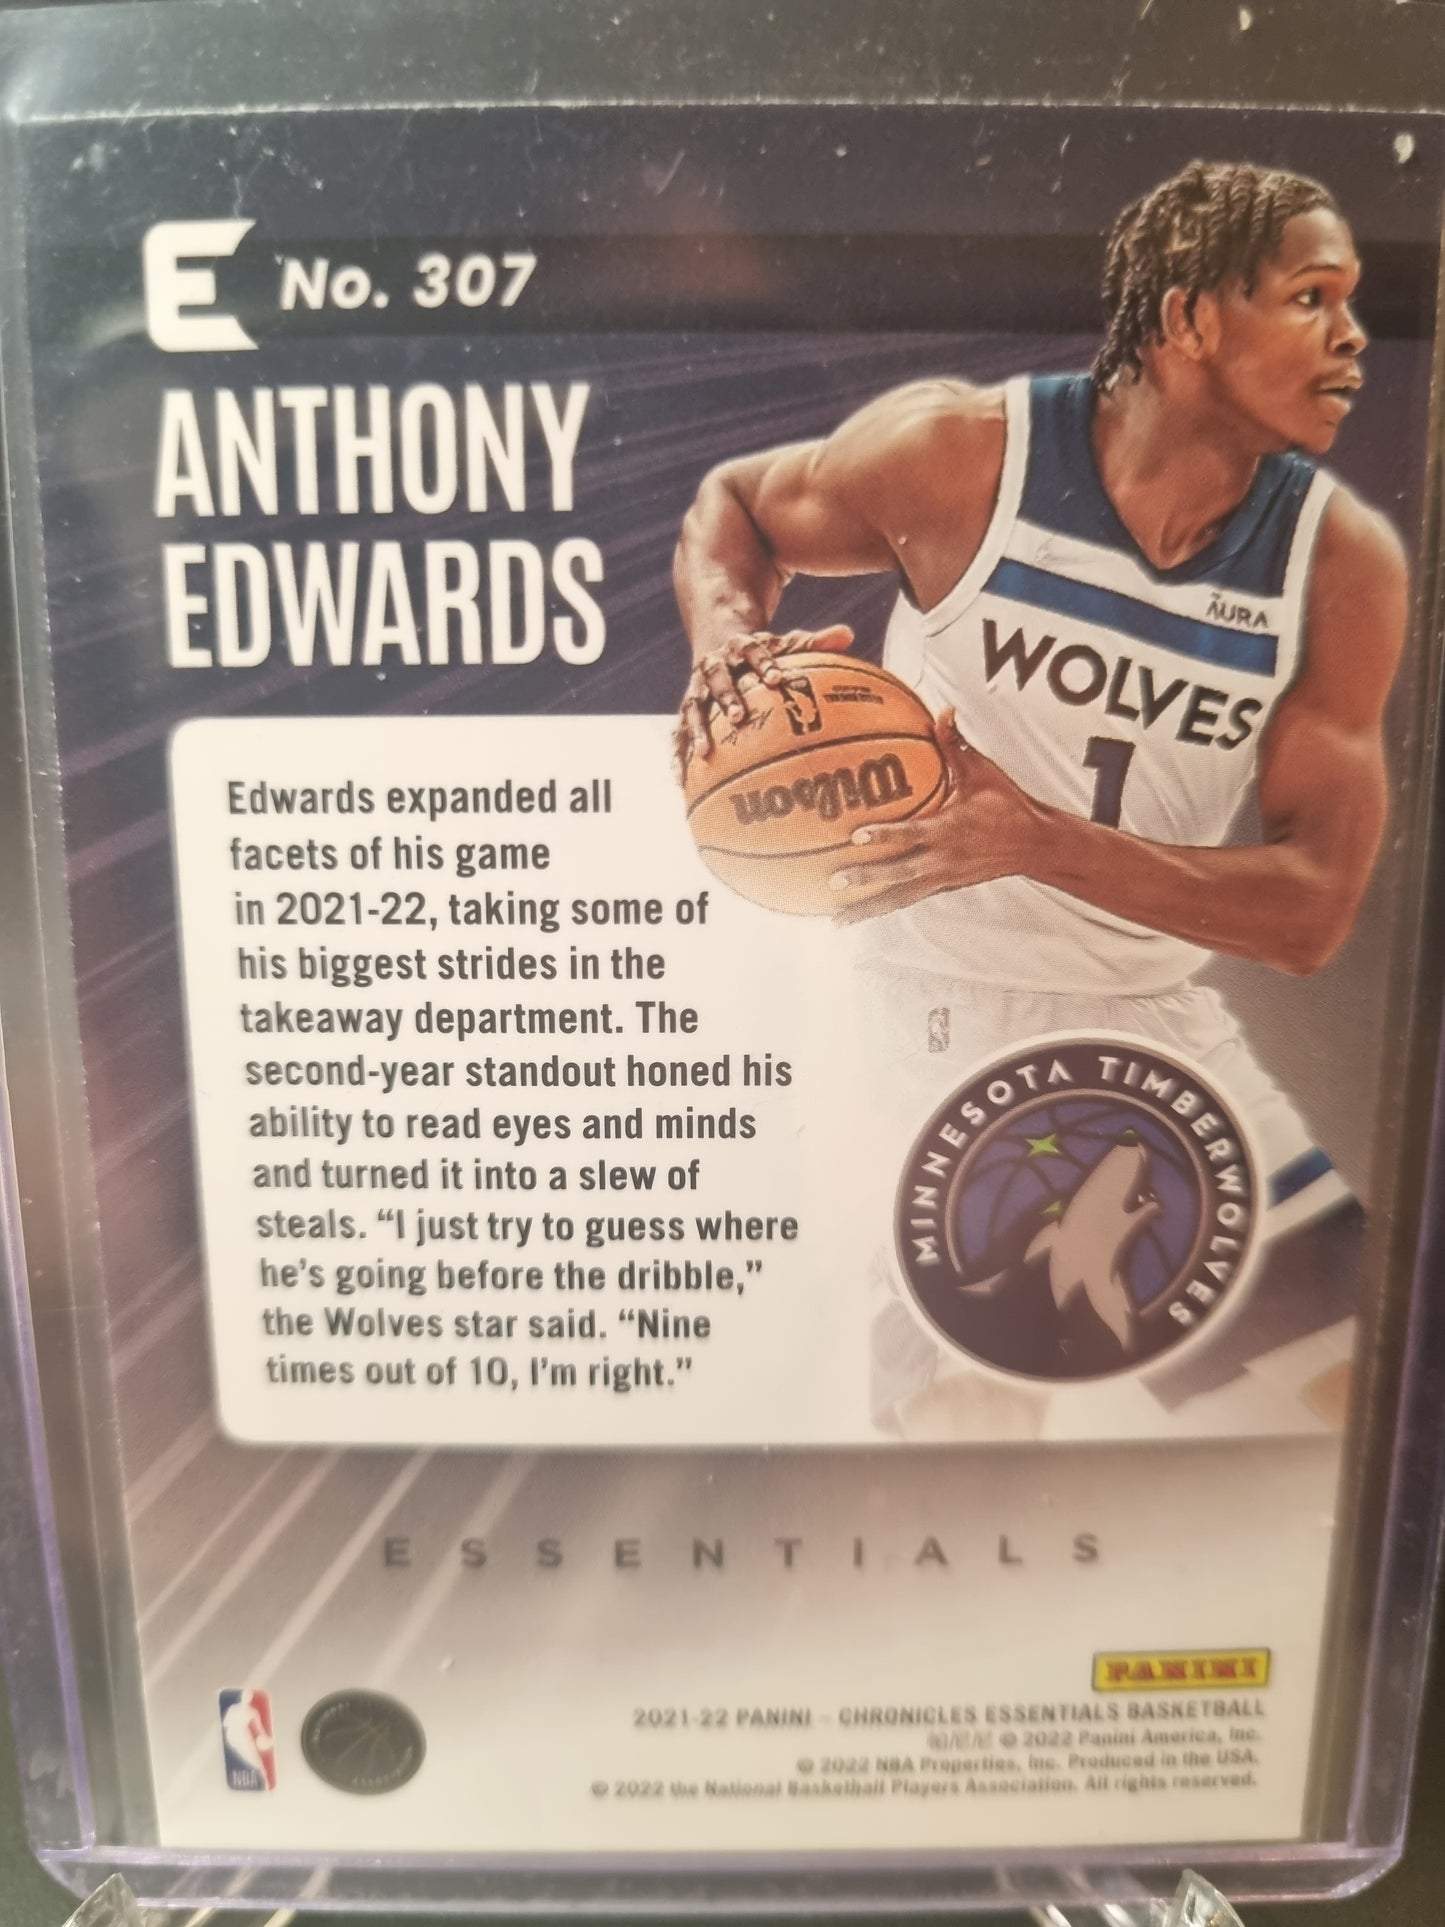 E No. 307
ANTHONY
EDWARDS
AURA
WOLVES
1
Wilson
Edwards expanded all
facets of his game
in 2021-22, taking some of
his biggest strides in the
takeaway department. The
second-year standout honed his
ability to read eyes and minds
and turned it into a slew of
steals. “I just try to guess where
he’s going before the dribble,”
the Wolves star said. “Nine
times out of 10, I’m right.”
MINNESOTA TIMBERWOLVES
ESSENTIALS
PANINI
2021-22 PANINI - CHRONICLES ESSENTIALS BASKETBALL
© 2022 Panini America, Inc.
© 2022 NBA Properties, Inc. Produced in the USA.
© 2022 the National Basketball Players Association. All rights reserved.
NBA